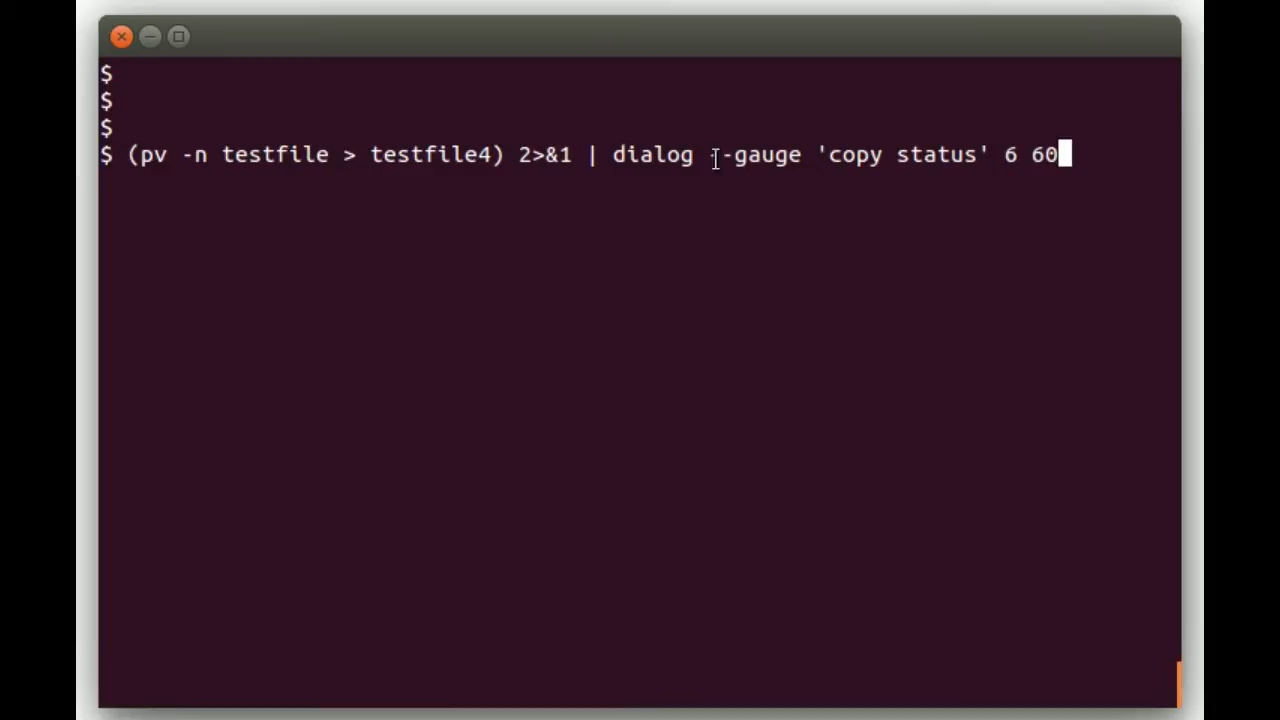 $
$
$
$ (pv -n testfile > testfile4) 2>&1 | dialog --gauge 'copy status' 6 60